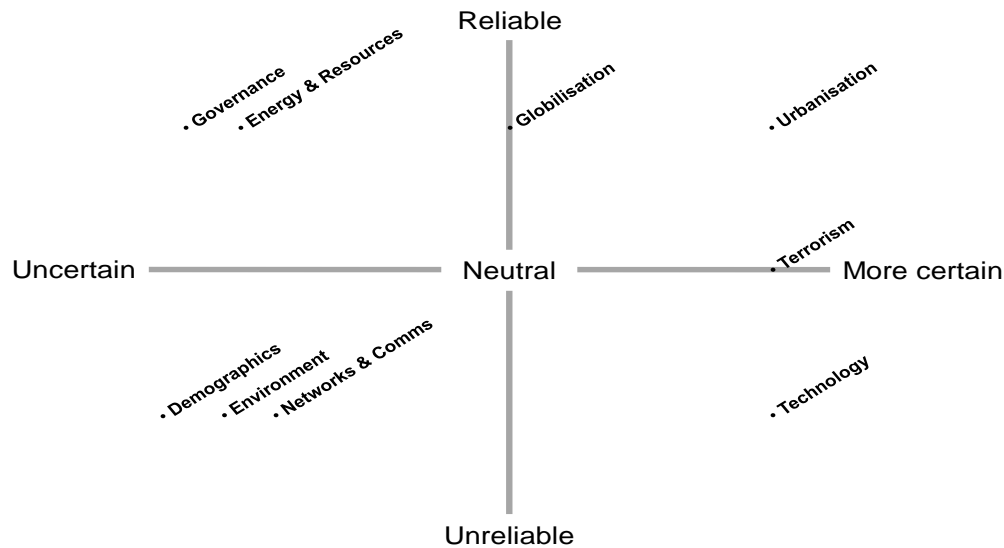 Reliable
Governance
Energy & Resources
Globilisation
Urbanisation
Terrorism
Uncertain
Neutral
More certain
Demographics
Environment
Networks & Comms
Technology
Unreliable